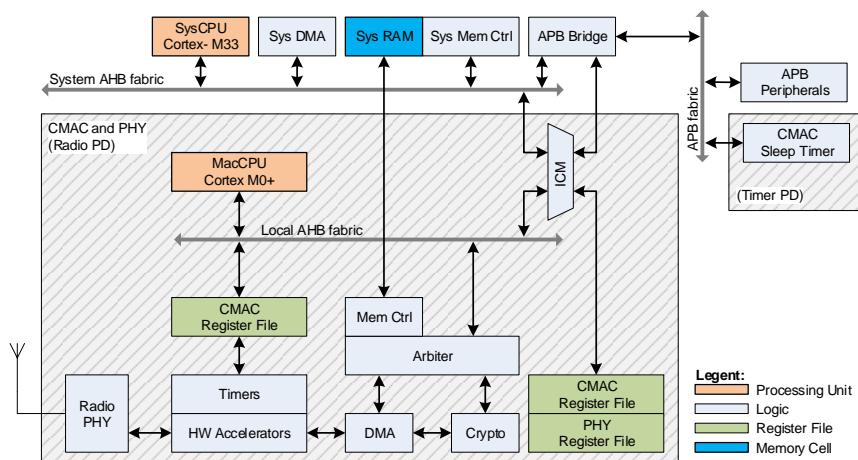 SysCPU
Cortex- M33
Sys DMA
Sys RAM
Sys Mem Ctrl
APB Bridge
System AHB fabric
APB fabric
APB
Peripherals
CMAC
Sleep Timer
(Timer PD)
CMAC and PHY
(Radio PD)
MacCPU
Cortex M0+
ICM
Local AHB fabric
CMAC
Register File
Mem Ctrl
Arbiter
Radio
PHY
Timers
HW Accelerators
DMA
Crypto
CMAC
Register File
PHY
Register File
Legent:
Processing Unit
Logic
Register File
Memory Cell